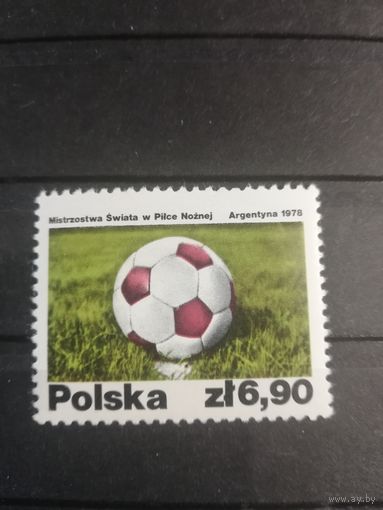 Mistrzostwa Świata w Piłce Nożnej Argentyna 1978
Polska zł6,90
www.ay.by